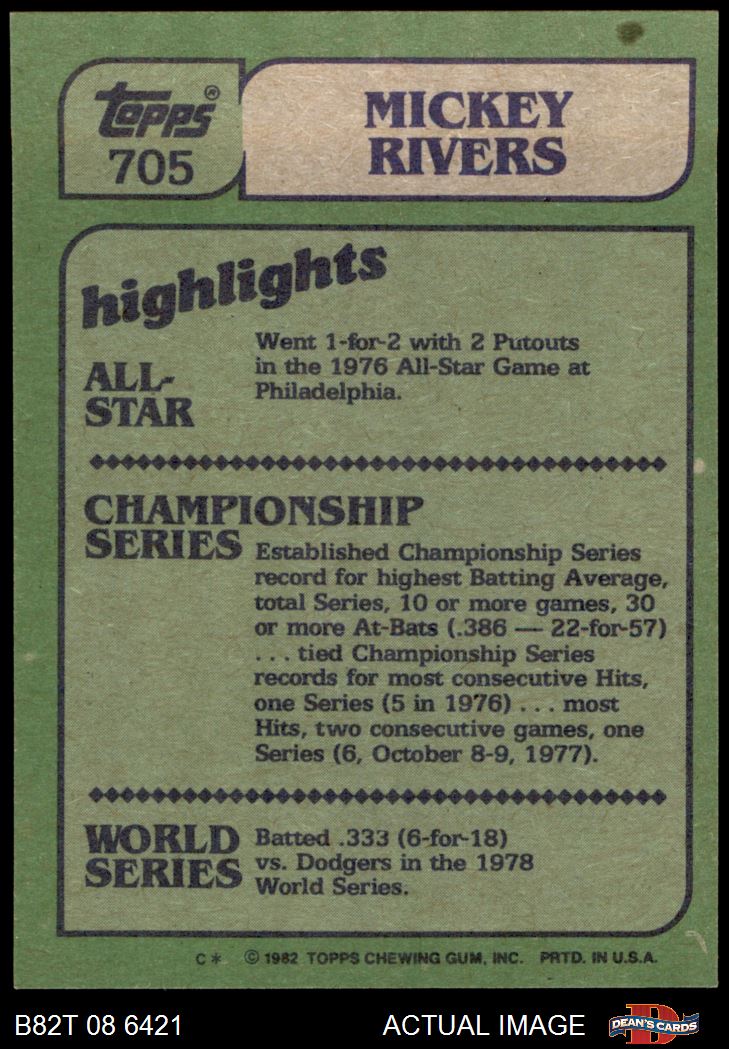 topps®
705
MICKEY
RIVERS
highlights
ALL-
STAR
Went 1-for-2 with 2 Putouts
in the 1976 All-Star Game at
Philadelphia.
CHAMPIONSHIP
SERIES
Established Championship Series
record for highest Batting Average,
total Series, 10 or more games, 30
or more At-Bats (.386 — 22-for-57)
. . . tied Championship Series
records for most consecutive Hits,
one Series (5 in 1976) . . . most
Hits, two consecutive games, one
Series (6, October 8-9, 1977).
WORLD
SERIES
Batted .333 (6-for-18)
vs. Dodgers in the 1978
World Series.
C* © 1982 TOPPS CHEWING GUM, INC. PRTD. IN U.S.A.
B82T 08 6421 ACTUAL IMAGE D DEAN'S CARDS